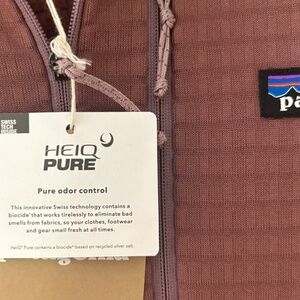 SWISS
TECH
INSIDE
HEIQ
PURE
Pure odor control
This innovative Swiss technology contains a
biocide* that works tirelessly to eliminate bad
smells from fabrics, so your clothes, footwear
and gear smell fresh at all times.
HeiQ® Pure contains a biocide* based on recycled silver salt.
pa